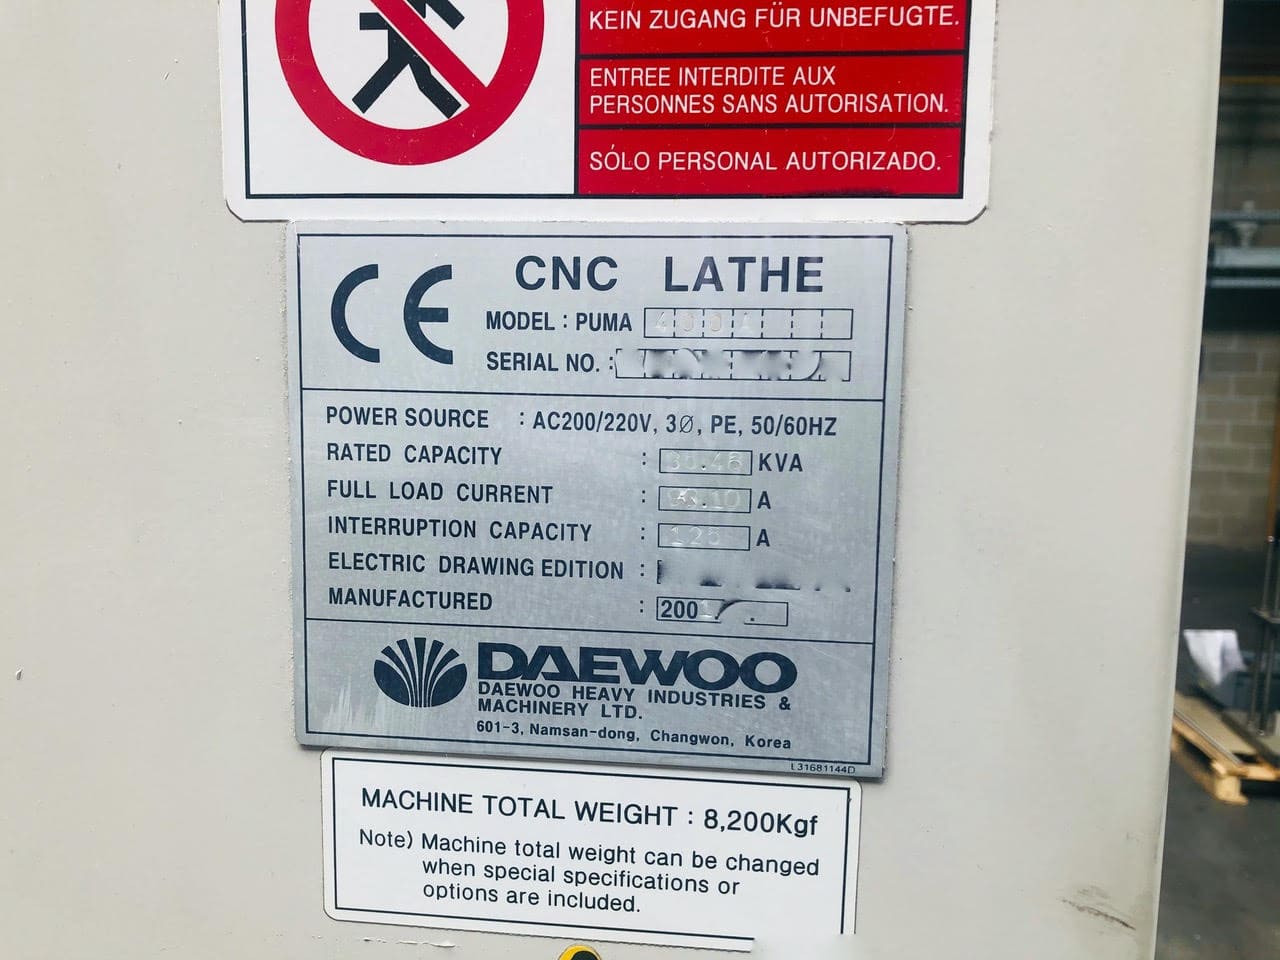 KEIN ZUGANG FÜR UNBEFUGTE.
ENTREE INTERDITE AUX
PERSONNES SANS AUTORISATION.
SÓLO PERSONAL AUTORIZADO.
CE
CNC LATHE
MODEL : PUMA
SERIAL NO. :
POWER SOURCE : AC200/220V, 3Ø, PE, 50/60HZ
RATED CAPACITY : KVA
FULL LOAD CURRENT : A
INTERRUPTION CAPACITY : 125 A
ELECTRIC DRAWING EDITION :
MANUFACTURED :
DAEWOO
DAEWOO HEAVY INDUSTRIES &
MACHINERY LTD.
601-3, Namsan-dong, Changwon, Korea
L31681144D
MACHINE TOTAL WEIGHT : 8,200Kgf
Note) Machine total weight can be changed
when special specifications or
options are included.